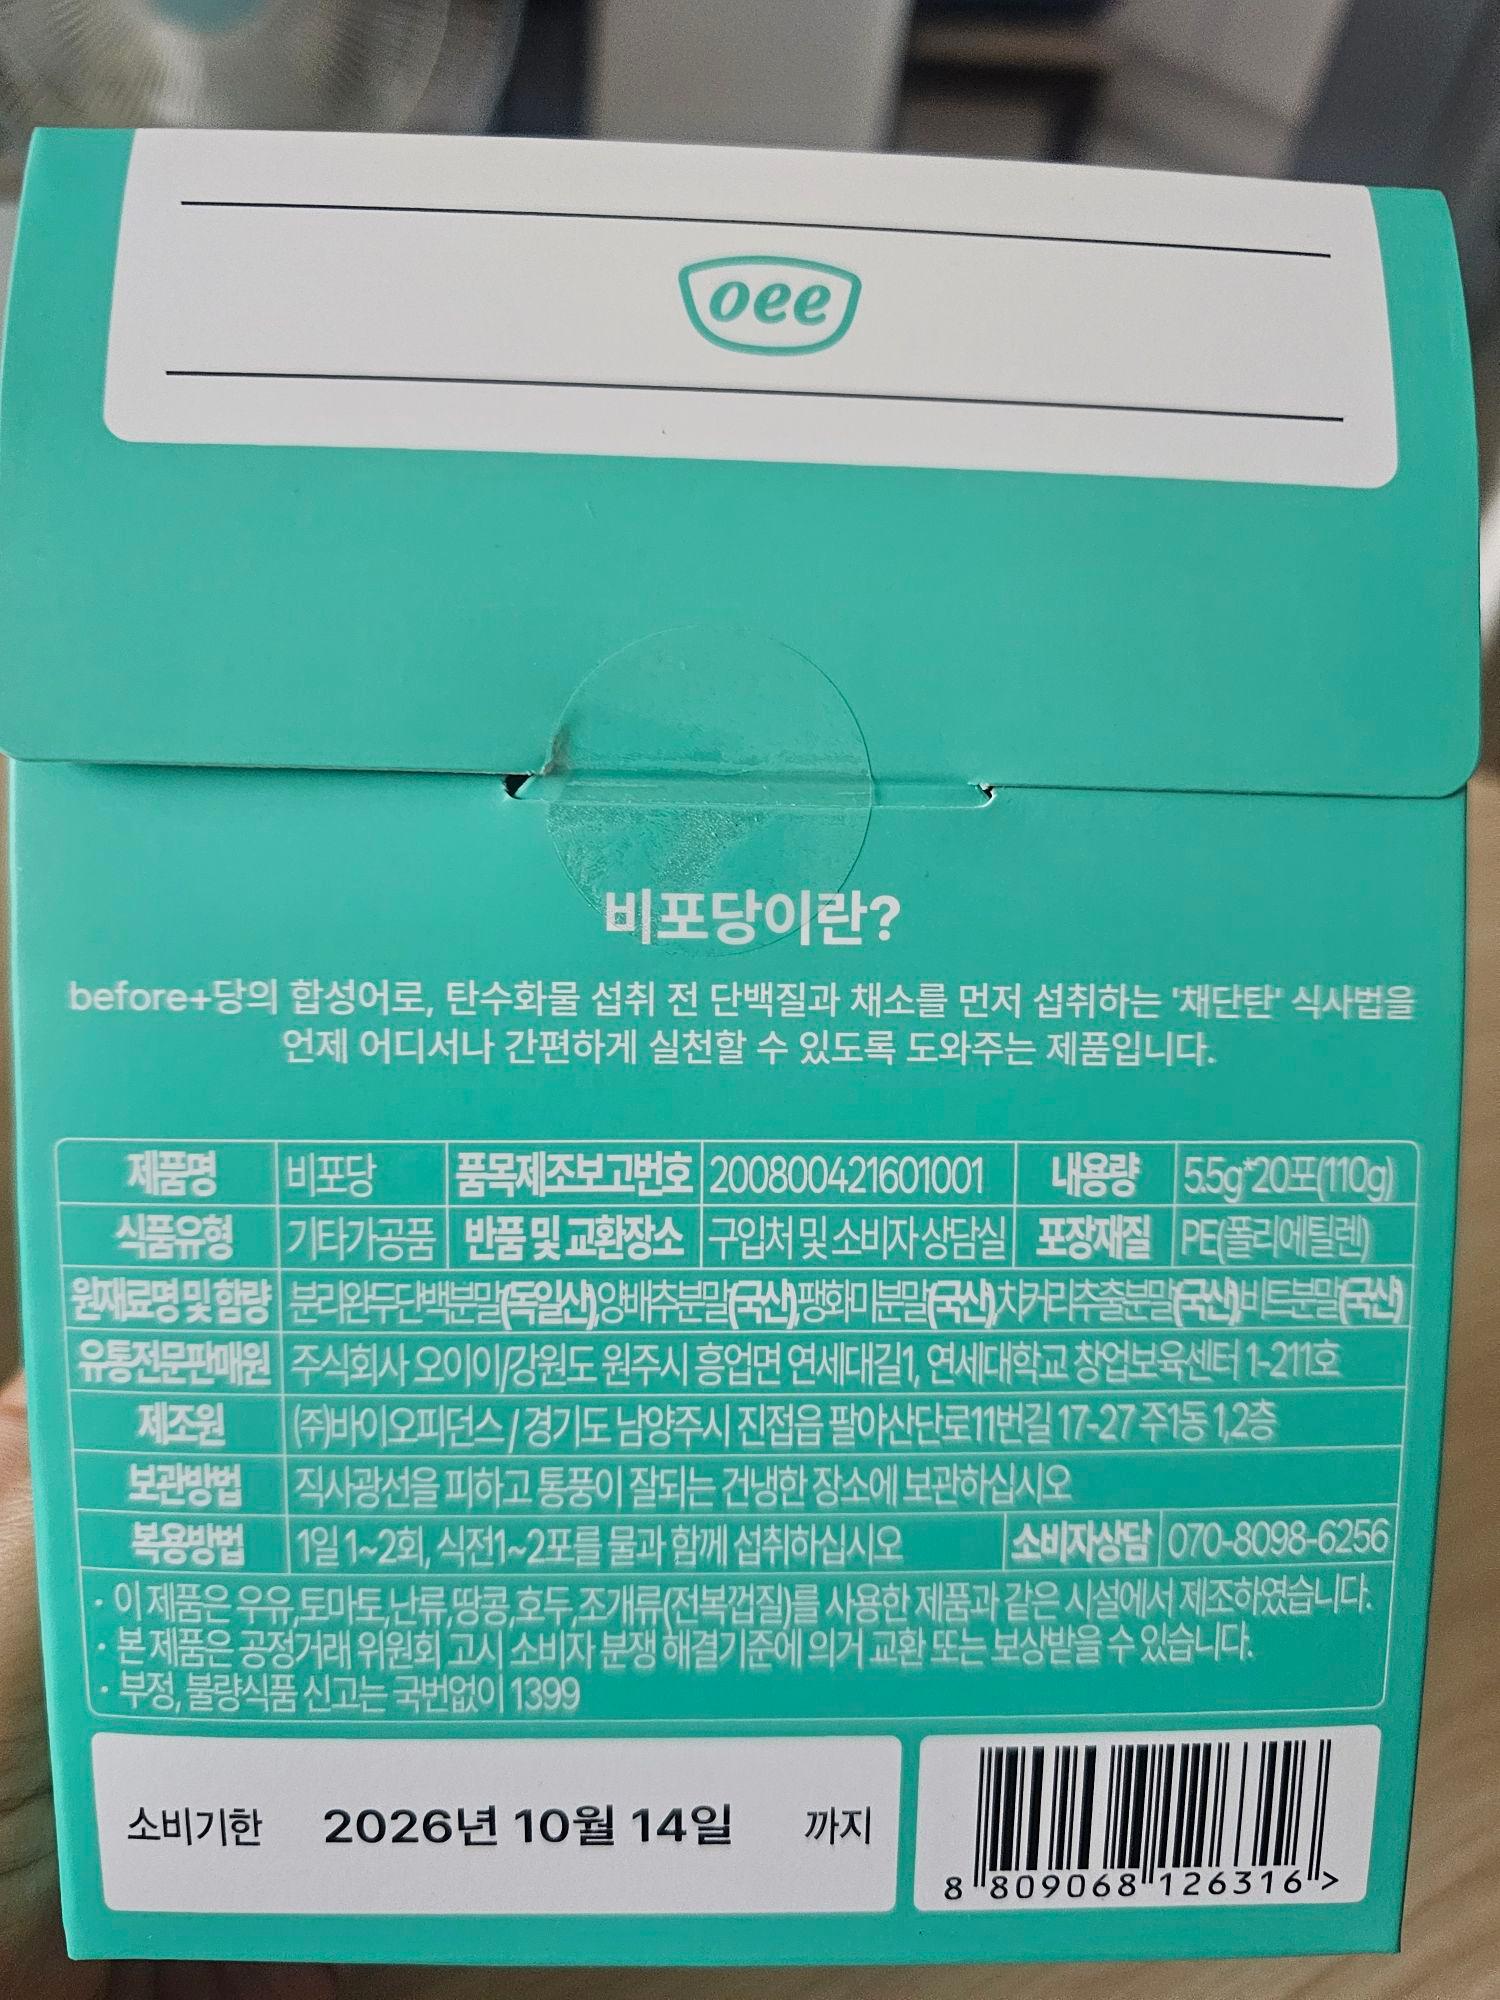 oee
비포당이란?
before+당의 합성어로, 탄수화물 섭취 전 단백질과 채소를 먼저 섭취하는 '채단탄' 식사법을
언제 어디서나 간편하게 실천할 수 있도록 도와주는 제품입니다.
제품명 비포당 품목제조보고번호 200800421601001 내용량 5.5g*20포(110g)
식품유형 기타가공품 반품 및 교환장소 구입처 및 소비자 상담실 포장재질 PE(폴리에틸렌)
원재료명 및 함량 분리완두단백분말(독일산),양배추분말(국산),팽화미분말(국산),치커리추출분말(국산),비트분말(국산)
유통전문판매원 주식회사 오이이/강원도 원주시 흥업면 연세대길1, 연세대학교 창업보육센터 1-211호
제조원 (주)바이오피던스 / 경기도 남양주시 진접읍 팔야산단로11번길 17-27 주1동 1,2층
보관방법 직사광선을 피하고 통풍이 잘되는 건냉한 장소에 보관하십시오
복용방법 1일 1~2회, 식전1~2포를 물과 함께 섭취하십시오 소비자상담 070-8098-6256
· 이 제품은 우유,토마토,난류,땅콩,호두,조개류(전복껍질)를 사용한 제품과 같은 시설에서 제조하였습니다.
· 본 제품은 공정거래 위원회 고시 소비자 분쟁 해결기준에 의거 교환 또는 보상받을 수 있습니다.
· 부정, 불량식품 신고는 국번없이 1399
소비기한 2026년 10월 14일 까지
8 809068 126316 >